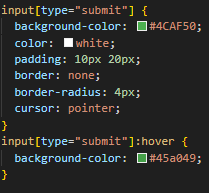 input[type="submit"] {
background-color: #4CAF50;
color: white;
padding: 10px 20px;
border: none;
border-radius: 4px;
cursor: pointer;
}
input[type="submit"]:hover {
background-color: #45a049;
}